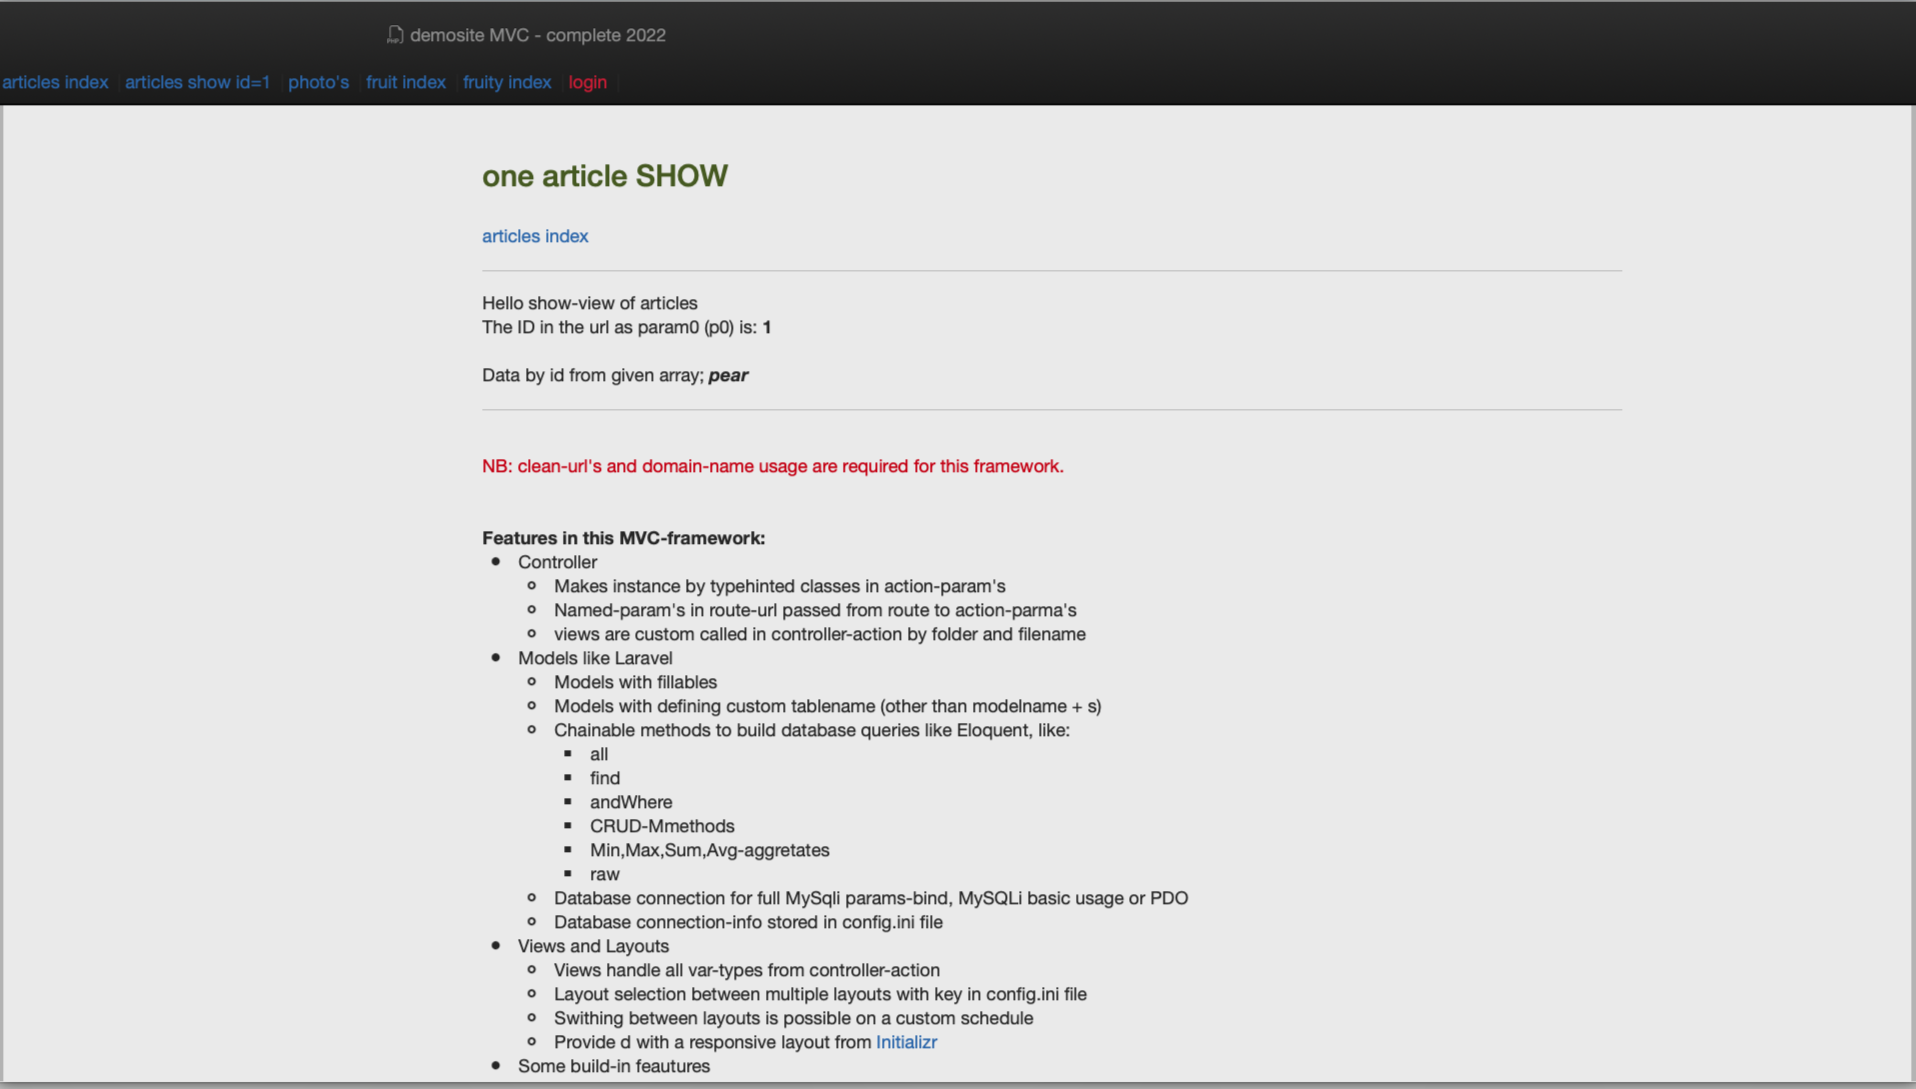 demosite MVC - complete 2022
articles index articles show id=1 photo's fruit index fruity index login
one article SHOW
articles index
Hello show-view of articles
The ID in the url as param0 (p0) is: 1
Data by id from given array; pear
NB: clean-url's and domain-name usage are required for this framework.
Features in this MVC-framework:
Controller
Makes instance by typehinted classes in action-param's
Named-param's in route-url passed from route to action-parma's
views are custom called in controller-action by folder and filename
Models like Laravel
Models with fillables
Models with defining custom tablename (other than modelname + s)
Chainable methods to build database queries like Eloquent, like:
all
find
andWhere
CRUD-Mmethods
Min,Max,Sum,Avg-aggretates
raw
Database connection for full MySqli params-bind, MySQLi basic usage or PDO
Database connection-info stored in config.ini file
Views and Layouts
Views handle all var-types from controller-action
Layout selection between multiple layouts with key in config.ini file
Swithing between layouts is possible on a custom schedule
Provide d with a responsive layout from Initializr
Some build-in feautures